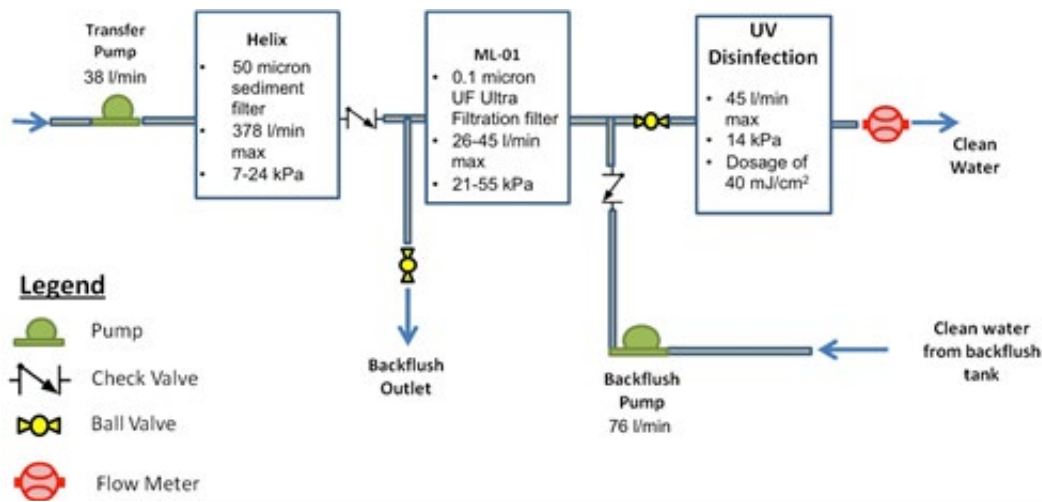 Transfer
Pump
38 l/min
Helix
• 50 micron
sediment
filter
• 378 l/min
max
• 7-24 kPa
ML-01
• 0.1 micron
UF Ultra
Filtration filter
• 26-45 l/min
max
• 21-55 kPa
UV
Disinfection
• 45 l/min
max
• 14 kPa
• Dosage of
40 mJ/cm²
Clean
Water
Legend
Pump
Check Valve
Ball Valve
Flow Meter
Backflush
Outlet
Backflush
Pump
76 l/min
Clean water
from backflush
tank